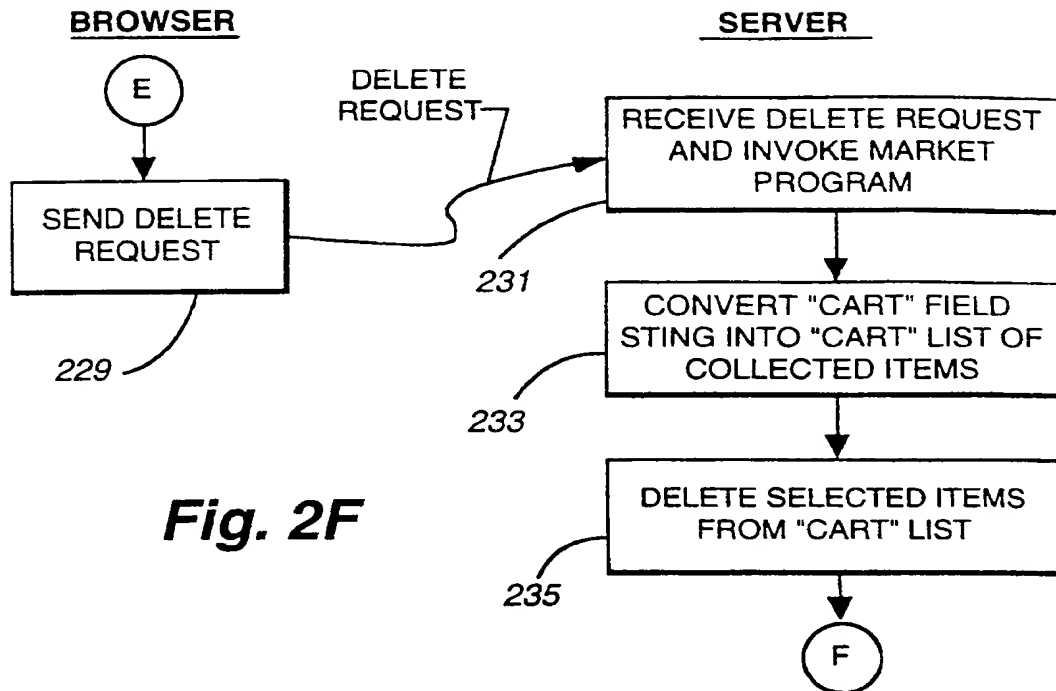 BROWSER
SERVER
E
DELETE
REQUEST
SEND DELETE
REQUEST
229
RECEIVE DELETE REQUEST
AND INVOKE MARKET
PROGRAM
231
CONVERT "CART" FIELD
STING INTO "CART" LIST OF
COLLECTED ITEMS
233
DELETE SELECTED ITEMS
FROM "CART" LIST
235
F
Fig. 2F